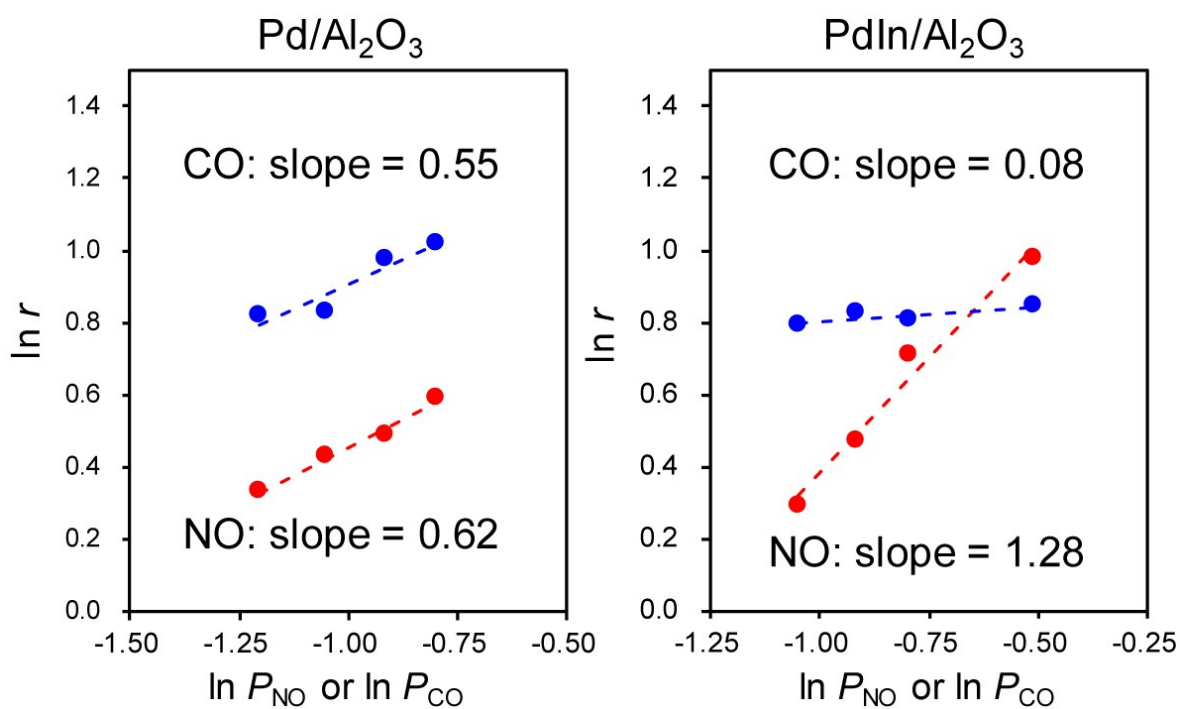 Pd/Al₂O₃
1.4
1.2
1.0
0.8
0.6
0.4
0.2
0.0
ln r
CO: slope = 0.55
NO: slope = 0.62
-1.50 -1.25 -1.00 -0.75 -0.50
ln P_NO or ln P_CO
PdIn/Al₂O₃
1.4
1.2
1.0
0.8
0.6
0.4
0.2
0.0
ln r
CO: slope = 0.08
NO: slope = 1.28
-1.25 -1.00 -0.75 -0.50 -0.25
ln P_NO or ln P_CO